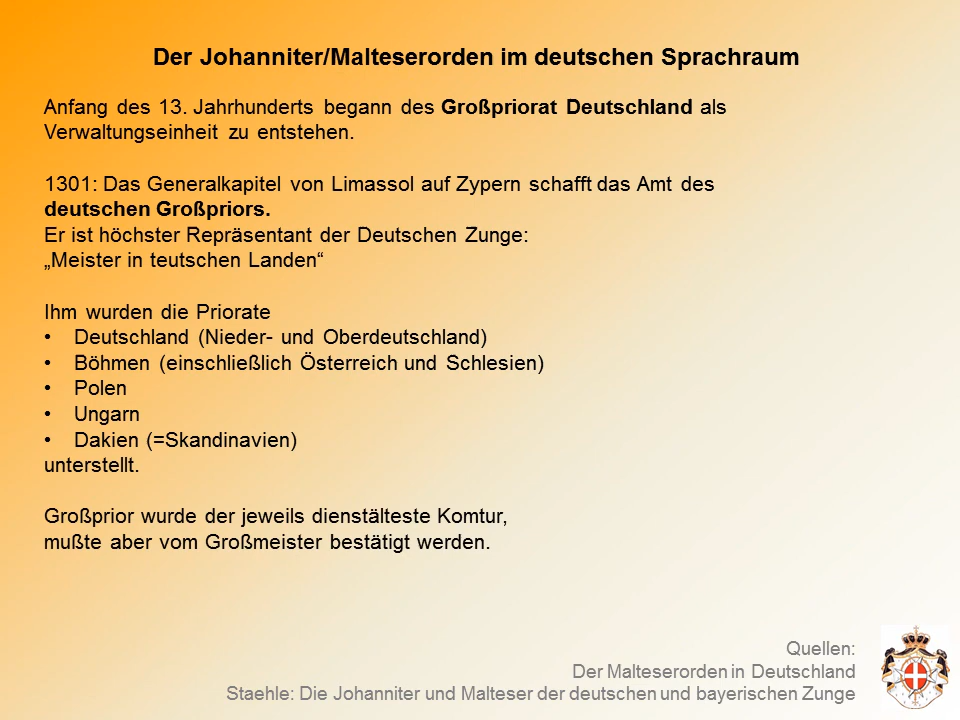 Der Johanniter/Malteserorden im deutschen Sprachraum
Anfang des 13. Jahrhunderts begann des Großpriorat Deutschland als
Verwaltungseinheit zu entstehen.
1301: Das Generalkapitel von Limassol auf Zypern schafft das Amt des
deutschen Großpriors.
Er ist höchster Repräsentant der Deutschen Zunge:
„Meister in teutschen Landen“
Ihm wurden die Priorate
• Deutschland (Nieder- und Oberdeutschland)
• Böhmen (einschließlich Österreich und Schlesien)
• Polen
• Ungarn
• Dakien (=Skandinavien)
unterstellt.
Großprior wurde der jeweils dienstälteste Komtur,
mußte aber vom Großmeister bestätigt werden.
Quellen:
Der Malteserorden in Deutschland
Staehle: Die Johanniter und Malteser der deutschen und bayerischen Zunge